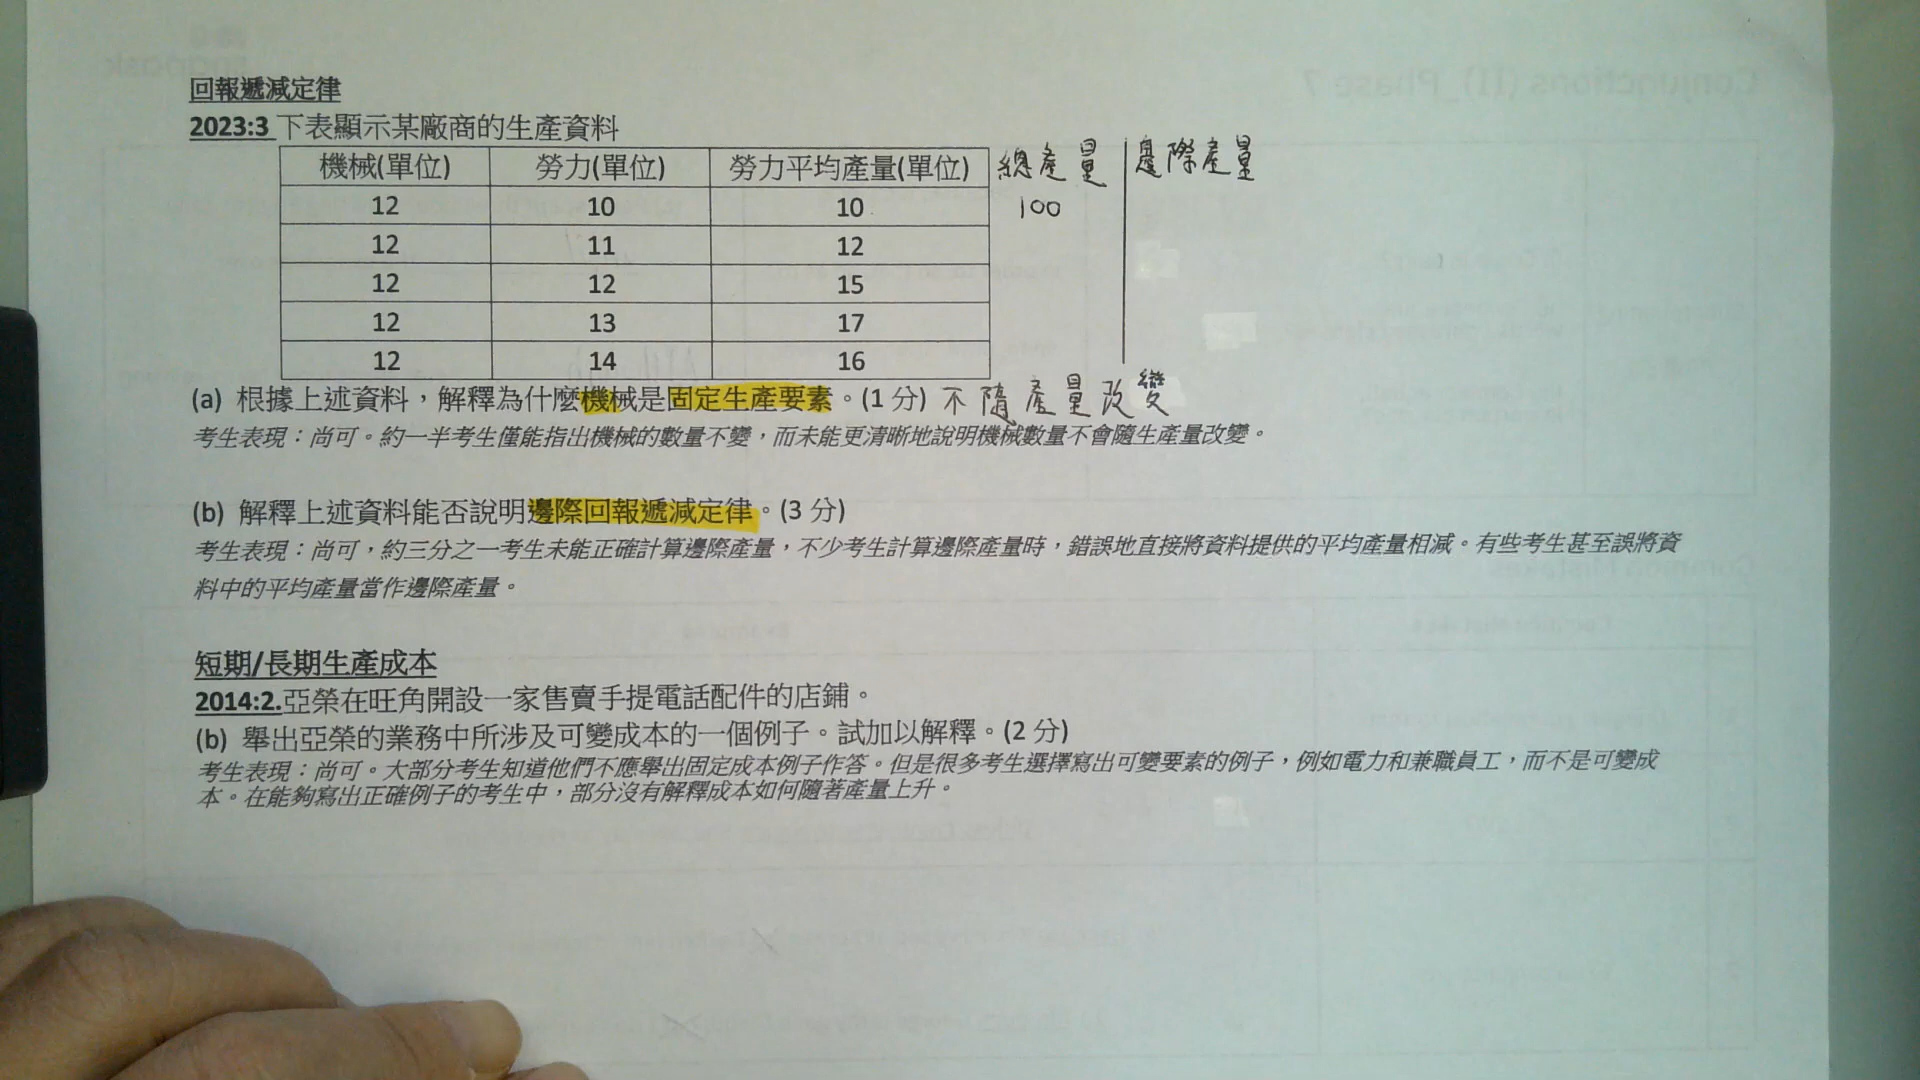 回報遞減定律
2023:3 下表顯示某廠商的生產資料
機械(單位) 勞力(單位) 勞力平均產量(單位) 總產量 邊際產量
12 10 10 100
12 11 12
12 12 15
12 13 17
12 14 16
(a) 根據上述資料，解釋為什麼機械是固定生產要素。(1 分) 不隨產量改變
考生表現：尚可。約一半考生僅能指出機械的數量不變，而未能更清晰地說明機械數量不會隨生產量改變。
(b) 解釋上述資料能否說明邊際回報遞減定律。(3 分)
考生表現：尚可，約三分之一考生未能正確計算邊際產量，不少考生計算邊際產量時，錯誤地直接將資料提供的平均產量相減。有些考生甚至誤將資
料中的平均產量當作邊際產量。
短期/長期生產成本
2014:2.亞榮在旺角開設一家售賣手提電話配件的店鋪。
(b) 舉出亞榮的業務中所涉及可變成本的一個例子。試加以解釋。(2 分)
考生表現：尚可。大部分考生知道他們不應舉出固定成本例子作答。但是很多考生選擇寫出可變要素的例子，例如電力和兼職員工，而不是可變成
本。在能夠寫出正確例子的考生中，部分沒有解釋成本如何隨著產量上升。